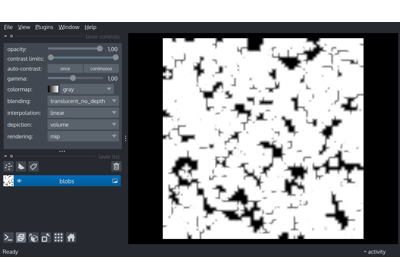 File View Plugins Window Help
layer controls
opacity: 1,00
contrast limits:
auto-contrast: once continuous
gamma: 1,00
colormap: gray
blending: translucent_no_depth
interpolation: linear
depiction: volume
rendering: mip
layer list
blobs
Ready
activity